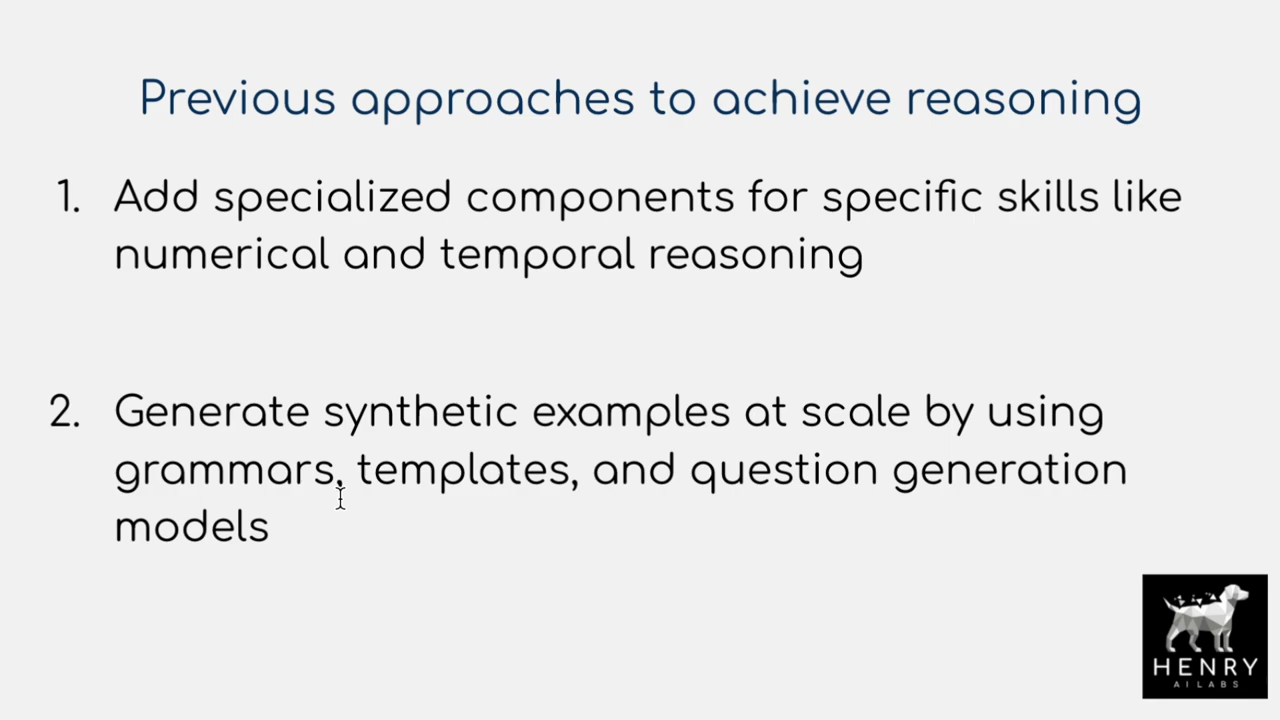 Previous approaches to achieve reasoning
1. Add specialized components for specific skills like
numerical and temporal reasoning
2. Generate synthetic examples at scale by using
grammars, templates, and question generation
models
HENRY
AI LABS